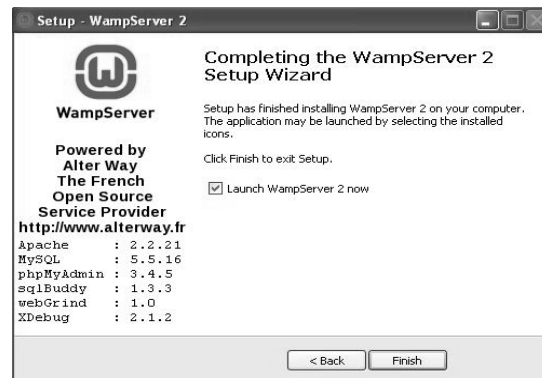 Setup - WampServer 2
WampServer
Powered by
Alter Way
The French
Open Source
Service Provider
http://www.alterway.fr
Apache : 2.2.21
MySQL : 5.5.16
phpMyAdmin : 3.4.5
sqlBuddy : 1.3.3
webGrind : 1.0
XDebug : 2.1.2
Completing the WampServer 2
Setup Wizard
Setup has finished installing WampServer 2 on your computer.
The application may be launched by selecting the installed
icons.
Click Finish to exit Setup.
Launch WampServer 2 now
< Back
Finish